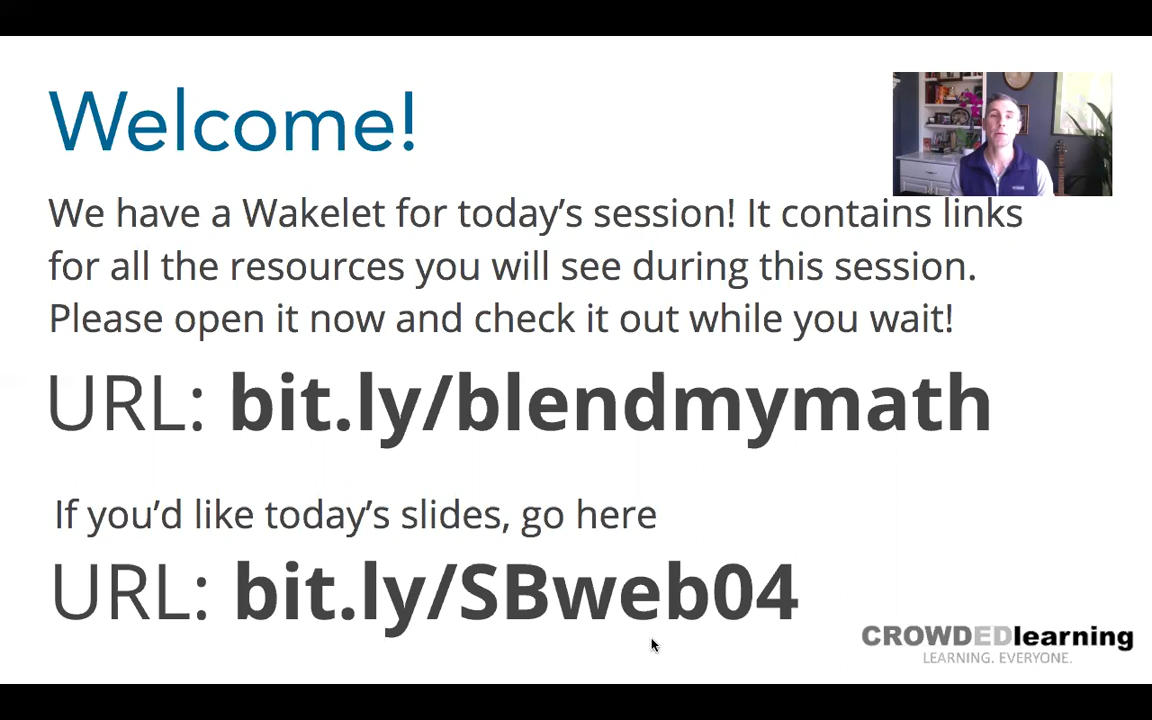 Welcome!
We have a Wakelet for today’s session! It contains links
for all the resources you will see during this session.
Please open it now and check it out while you wait!
URL: bit.ly/blendmymath
If you’d like today’s slides, go here
URL: bit.ly/SBweb04
CROWDEDlearning
LEARNING. EVERYONE.